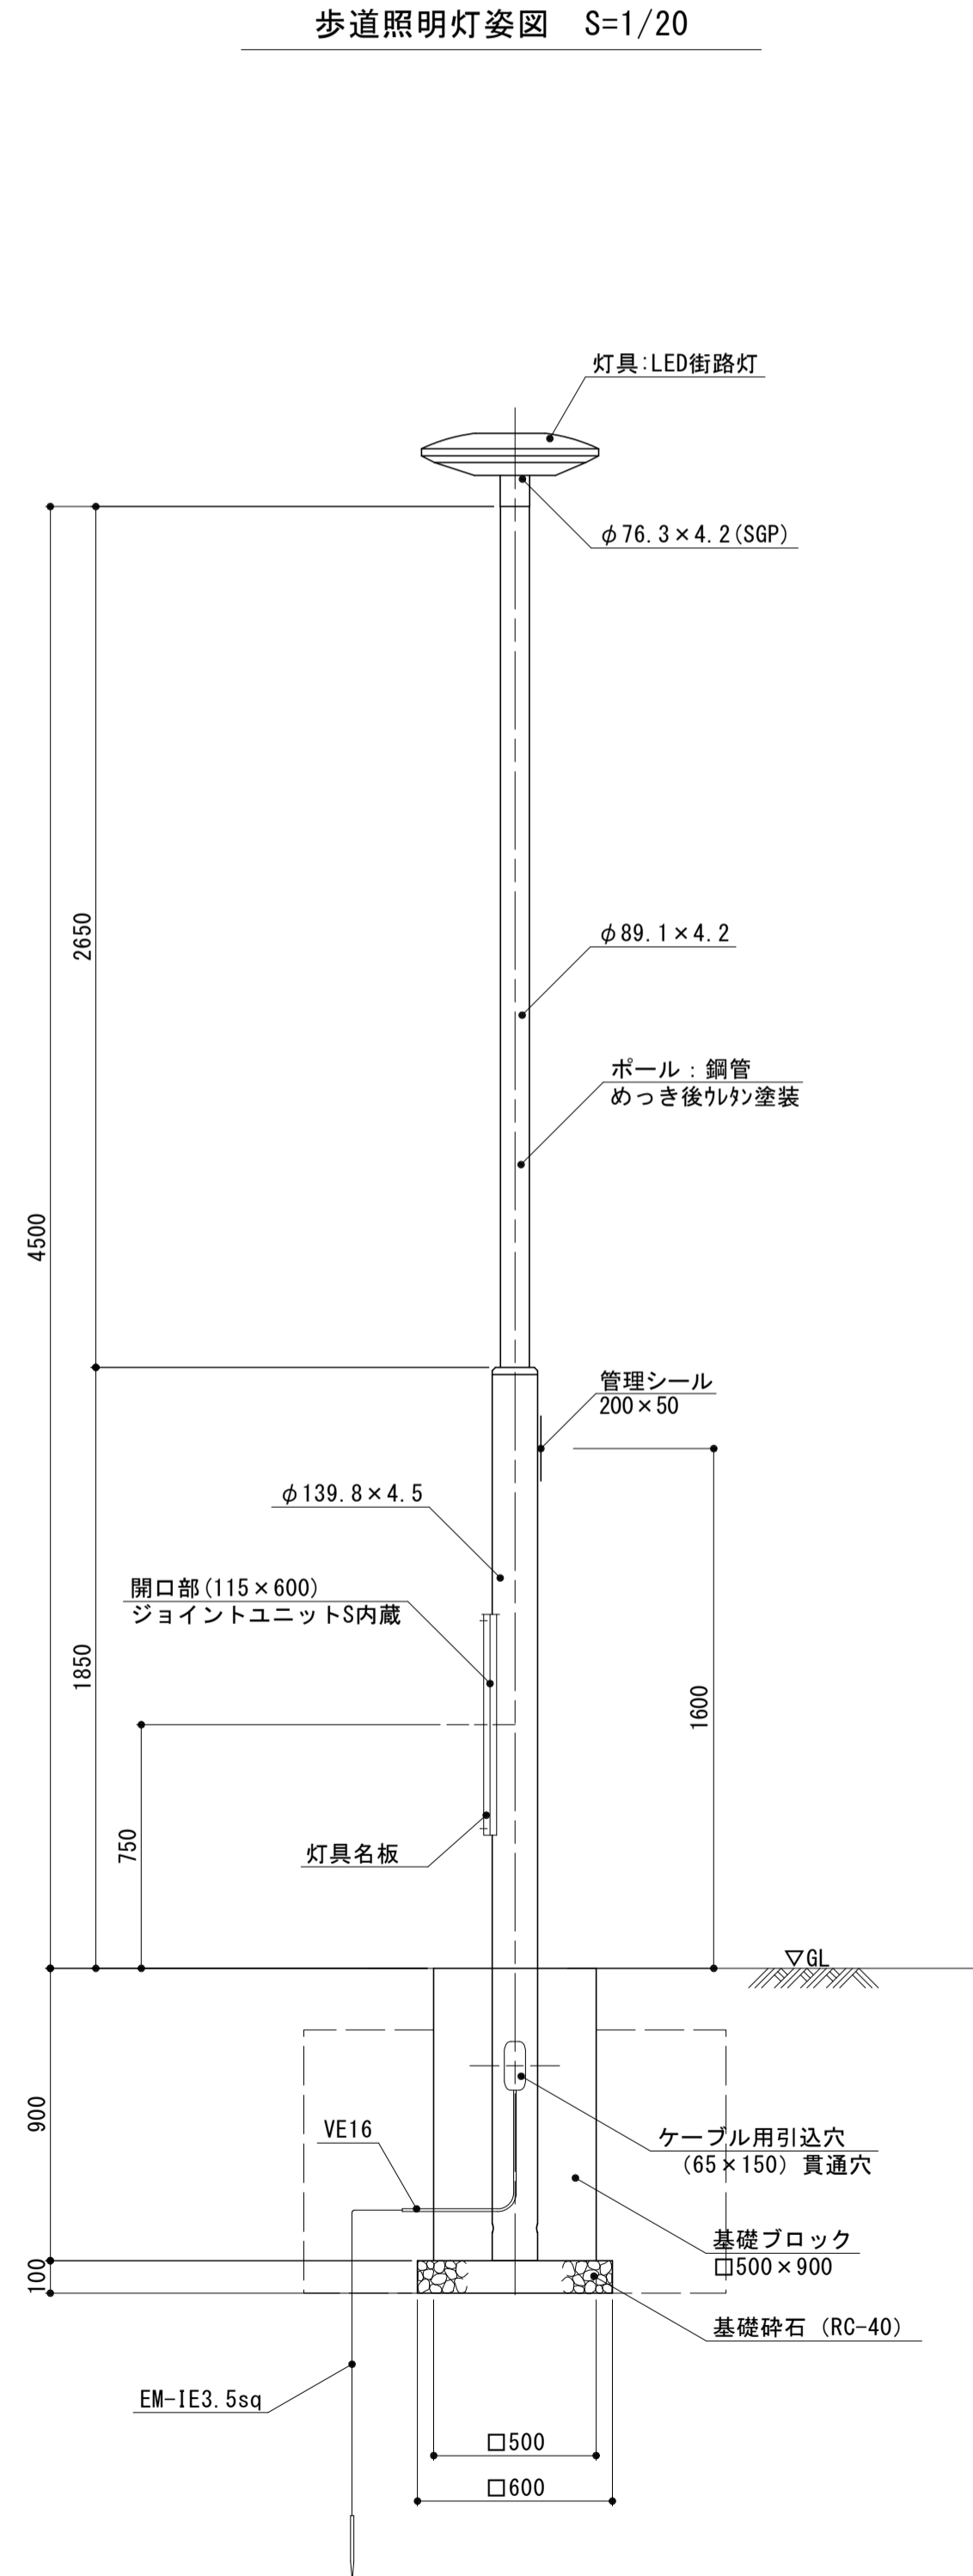 歩道照明灯姿図　S=1/20
灯具:LED街路灯
φ76.3×4.2(SGP)
2650
φ89.1×4.2
ポール：鋼管
めっき後ｳﾚﾀﾝ塗装
4500
管理シール
200×50
φ139.8×4.5
開口部(115×600)
ジョイントユニットS内蔵
1850
1600
750
灯具名板
▽GL
900
VE16
ケーブル用引込穴
(65×150) 貫通穴
基礎ブロック
□500×900
100
基礎砕石 (RC-40)
EM-IE3.5sq
□500
□600